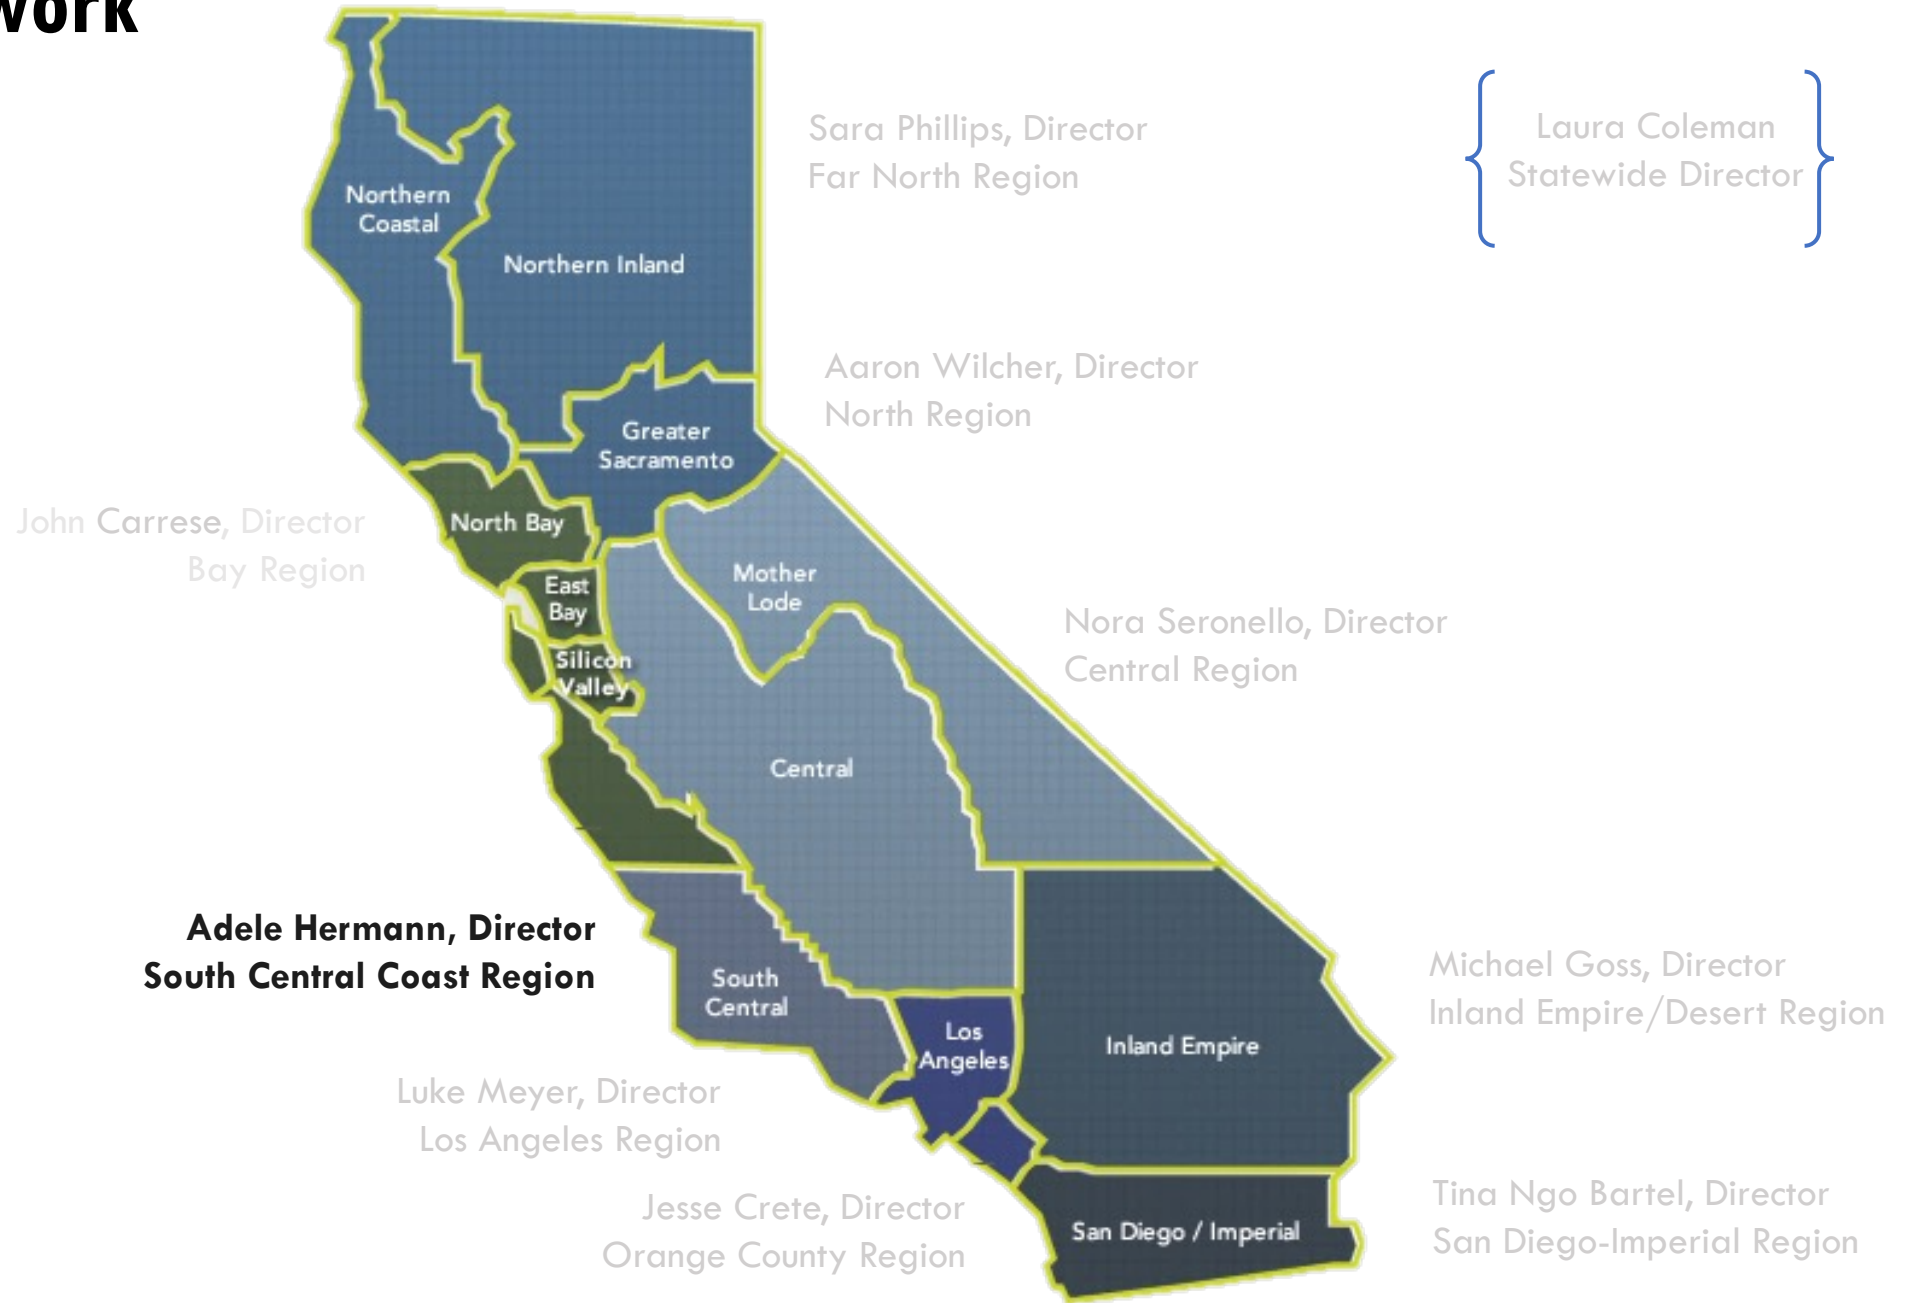 work
Sara Phillips, Director
Far North Region
Laura Coleman
Statewide Director
Northern
Coastal
Northern Inland
Aaron Wilcher, Director
North Region
Greater
Sacramento
John Carrese, Director
Bay Region
North Bay
East
Bay
Mother
Lode
Nora Seronello, Director
Central Region
Silicon
Valley
Central
Adele Hermann, Director
South Central Coast Region
South
Central
Los
Angeles
Inland Empire
Michael Goss, Director
Inland Empire/Desert Region
Luke Meyer, Director
Los Angeles Region
Jesse Crete, Director
Orange County Region
San Diego / Imperial
Tina Ngo Bartel, Director
San Diego-Imperial Region